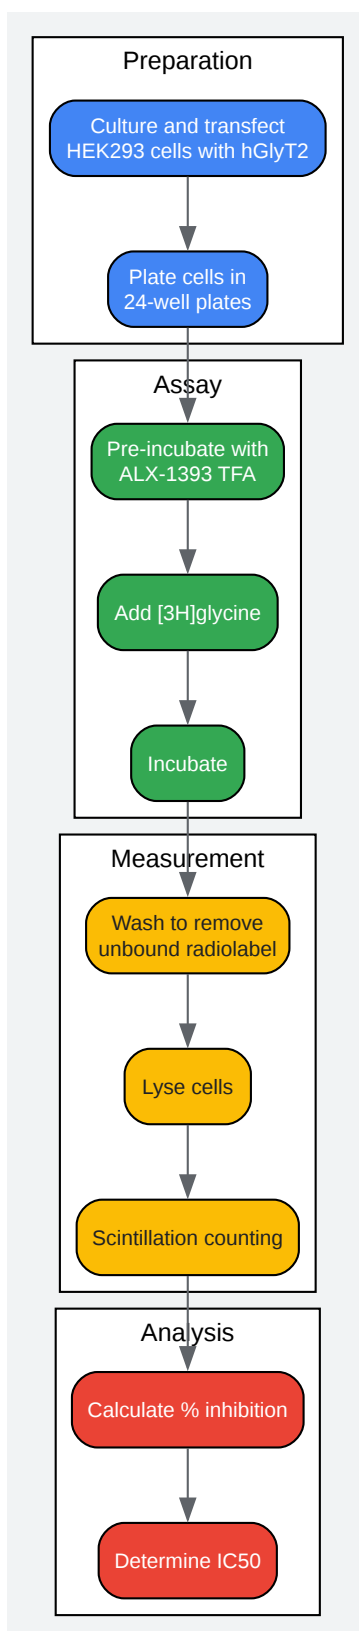 Preparation
Culture and transfect
HEK293 cells with hGlyT2
Plate cells in
24-well plates
Assay
Pre-incubate with
ALX-1393 TFA
Add [3H]glycine
Incubate
Measurement
Wash to remove
unbound radiolabel
Lyse cells
Scintillation counting
Analysis
Calculate % inhibition
Determine IC50